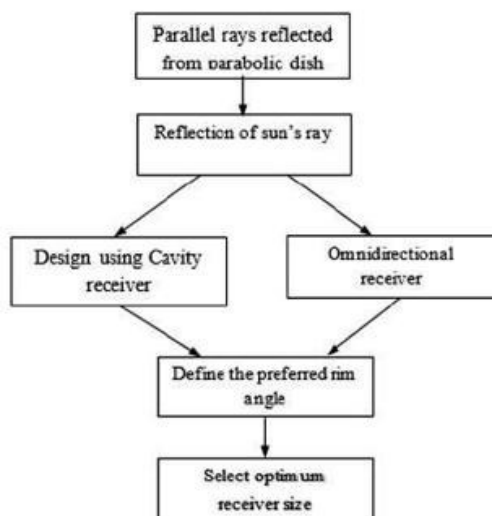 Parallel rays reflected
from parabolic dish
Reflection of sun's ray
Design using Cavity
receiver
Omnidirectional
receiver
Define the preferred rim
angle
Select optimum
receiver size